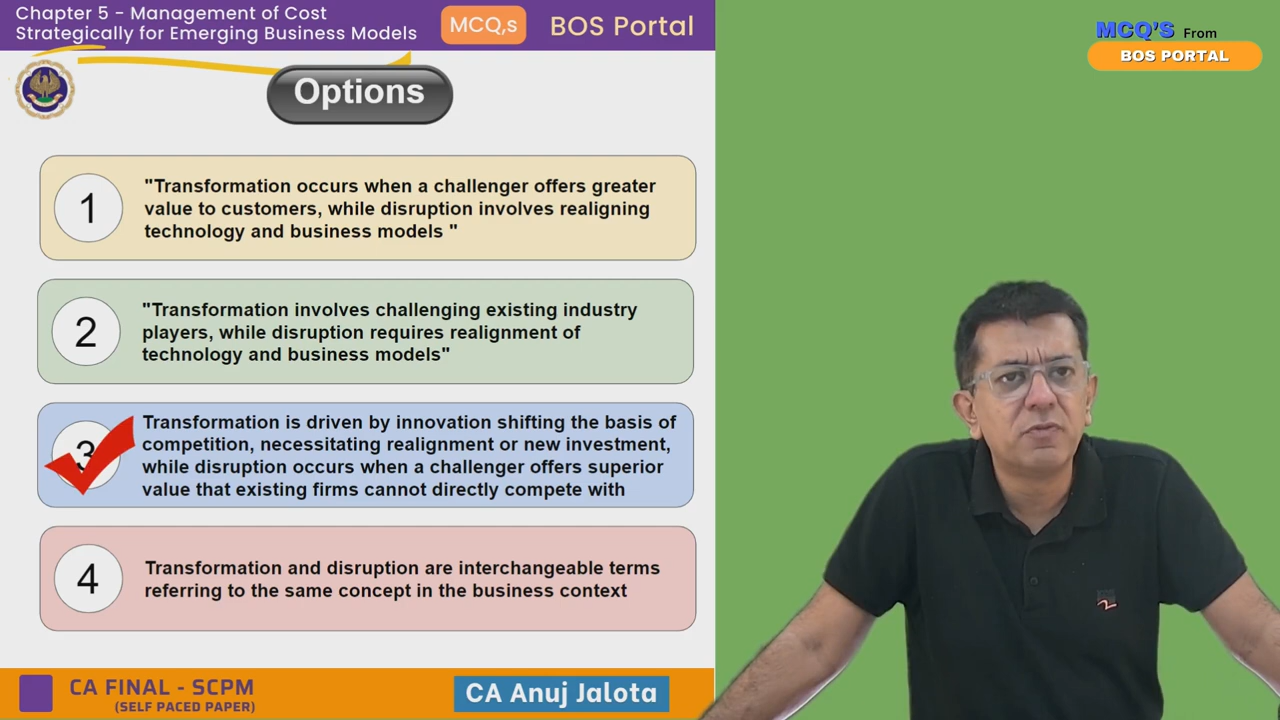 Chapter 5 - Management of Cost
Strategically for Emerging Business Models
MCQ,s
BOS Portal
MCQ'S From
BOS PORTAL
Options
1
"Transformation occurs when a challenger offers greater
value to customers, while disruption involves realigning
technology and business models "
2
"Transformation involves challenging existing industry
players, while disruption requires realignment of
technology and business models"
3
Transformation is driven by innovation shifting the basis of
competition, necessitating realignment or new investment,
while disruption occurs when a challenger offers superior
value that existing firms cannot directly compete with
4
Transformation and disruption are interchangeable terms
referring to the same concept in the business context
CA FINAL - SCPM
(SELF PACED PAPER)
CA Anuj Jalota